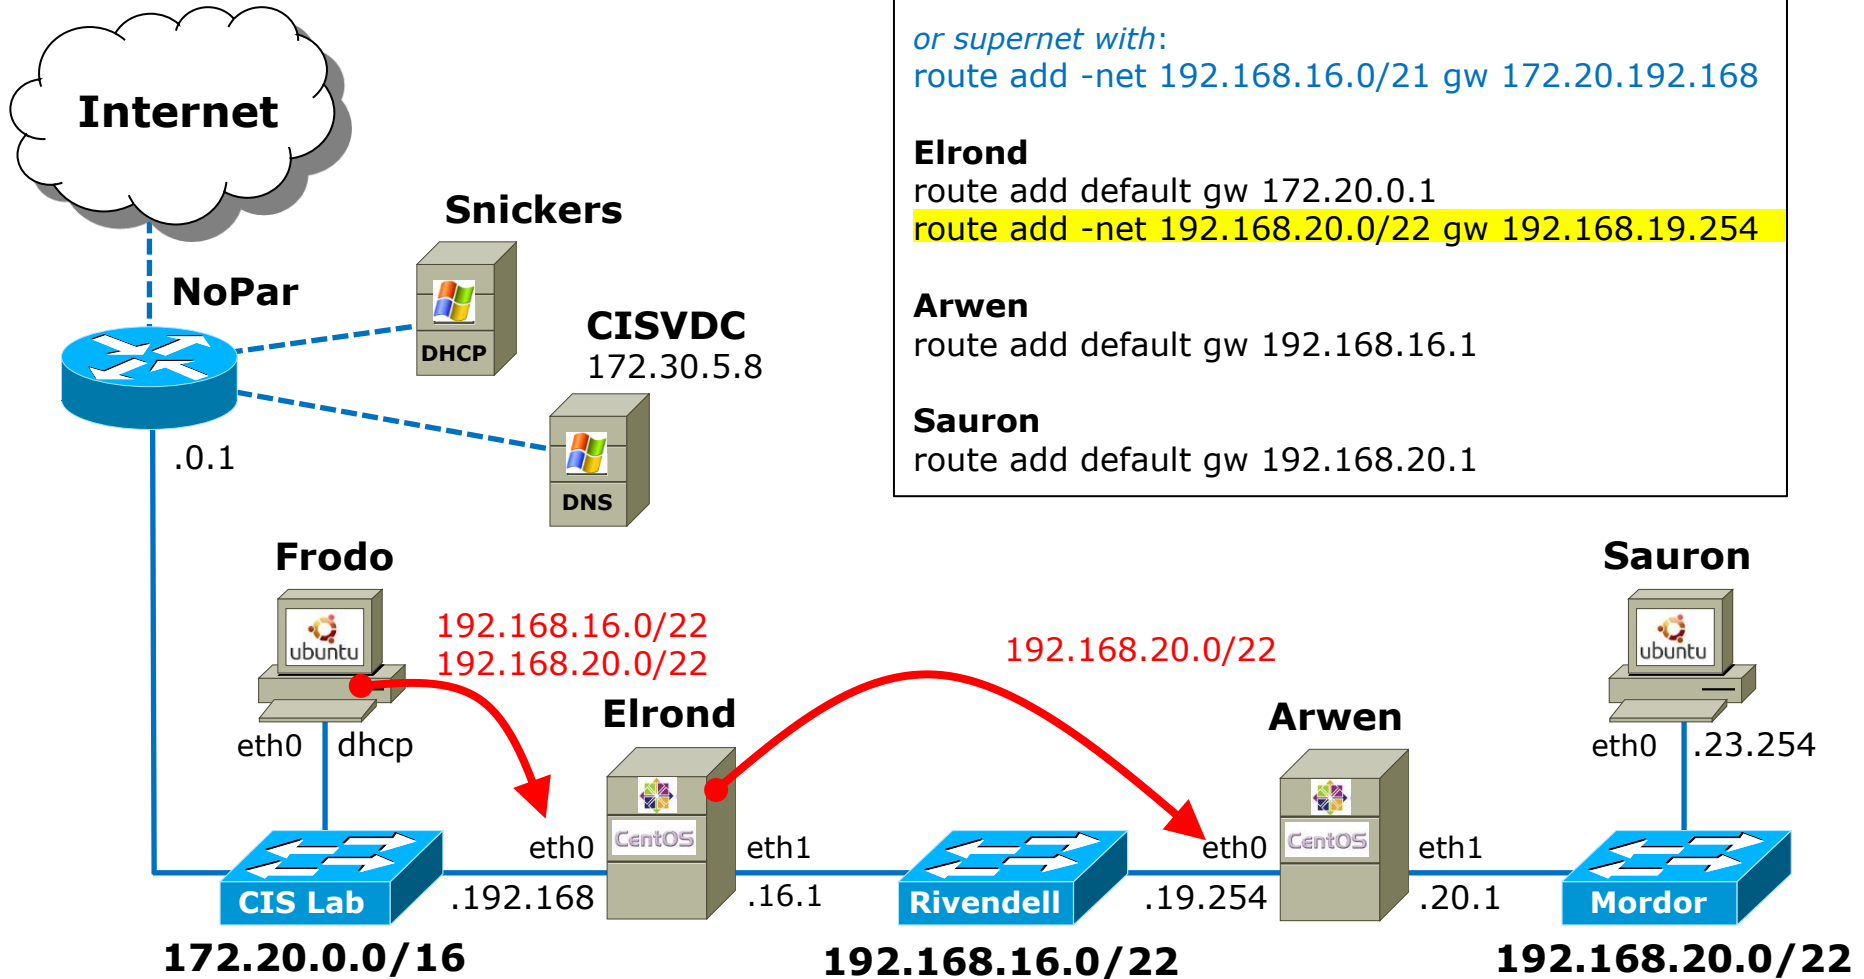 or supernet with:
route add -net 192.168.16.0/21 gw 172.20.192.168
Elrond
route add default gw 172.20.0.1
route add -net 192.168.20.0/22 gw 192.168.19.254
Arwen
route add default gw 192.168.16.1
Sauron
route add default gw 192.168.20.1
Internet
Snickers
DHCP
NoPar
CISVDC
172.30.5.8
DNS
.0.1
Frodo
ubuntu
192.168.16.0/22
192.168.20.0/22
eth0 dhcp
CIS Lab
172.20.0.0/16
Elrond
CentOS
eth0
.192.168
eth1
.16.1
192.168.20.0/22
Rivendell
192.168.16.0/22
Arwen
CentOS
eth0
.19.254
eth1
.20.1
Sauron
ubuntu
eth0 .23.254
Mordor
192.168.20.0/22